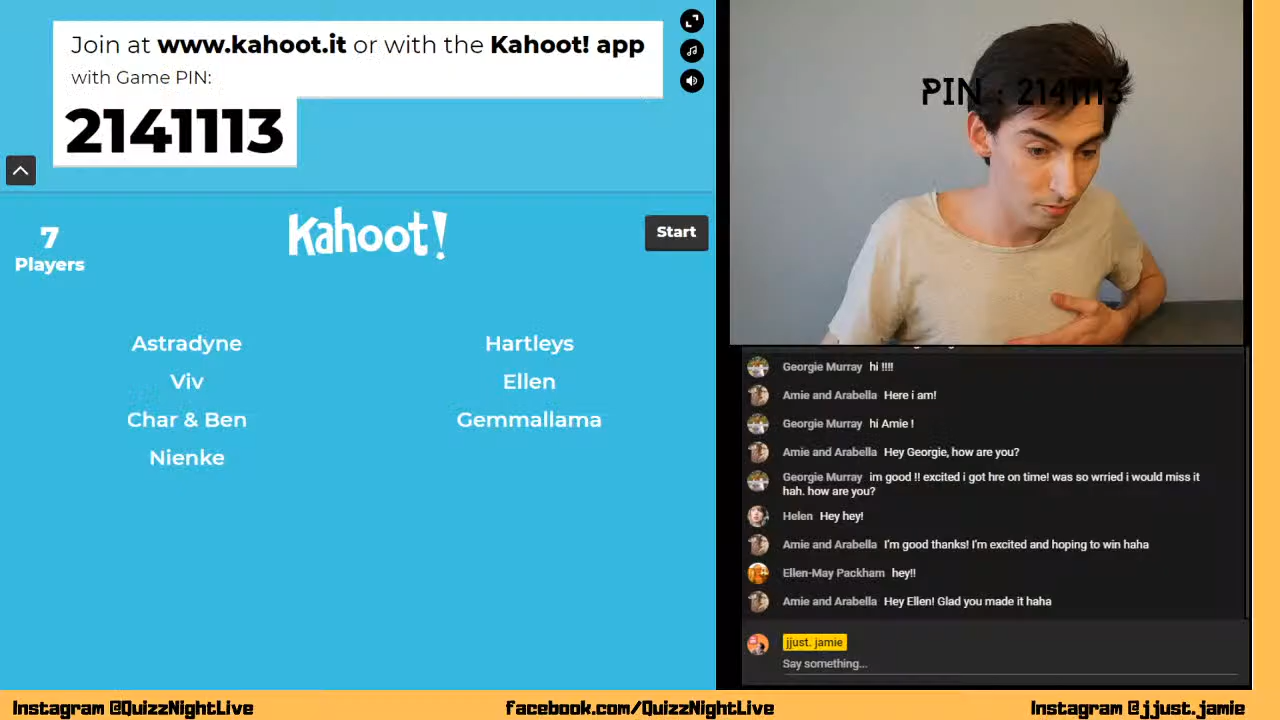 Join at www.kahoot.it or with the Kahoot! app
with Game PIN:
2141113
7
Players
Kahoot!
Start
Astradyne
Hartleys
Viv
Ellen
Char & Ben
Gemmallama
Nienke
PIN : 2141113
Georgie Murray hi !!!!
Amie and Arabella Here i am!
Georgie Murray hi Amie !
Amie and Arabella Hey Georgie, how are you?
Georgie Murray im good !! excited i got hre on time! was so wrried i would miss it
hah. how are you?
Helen Hey hey!
Amie and Arabella I'm good thanks! I'm excited and hoping to win haha
Ellen-May Packham hey!!
Amie and Arabella Hey Ellen! Glad you made it haha
jjust. jamie
Say something...
Instagram @QuizzNightLive
facebook.com/QuizzNightLive
Instagram @jjust.jamie